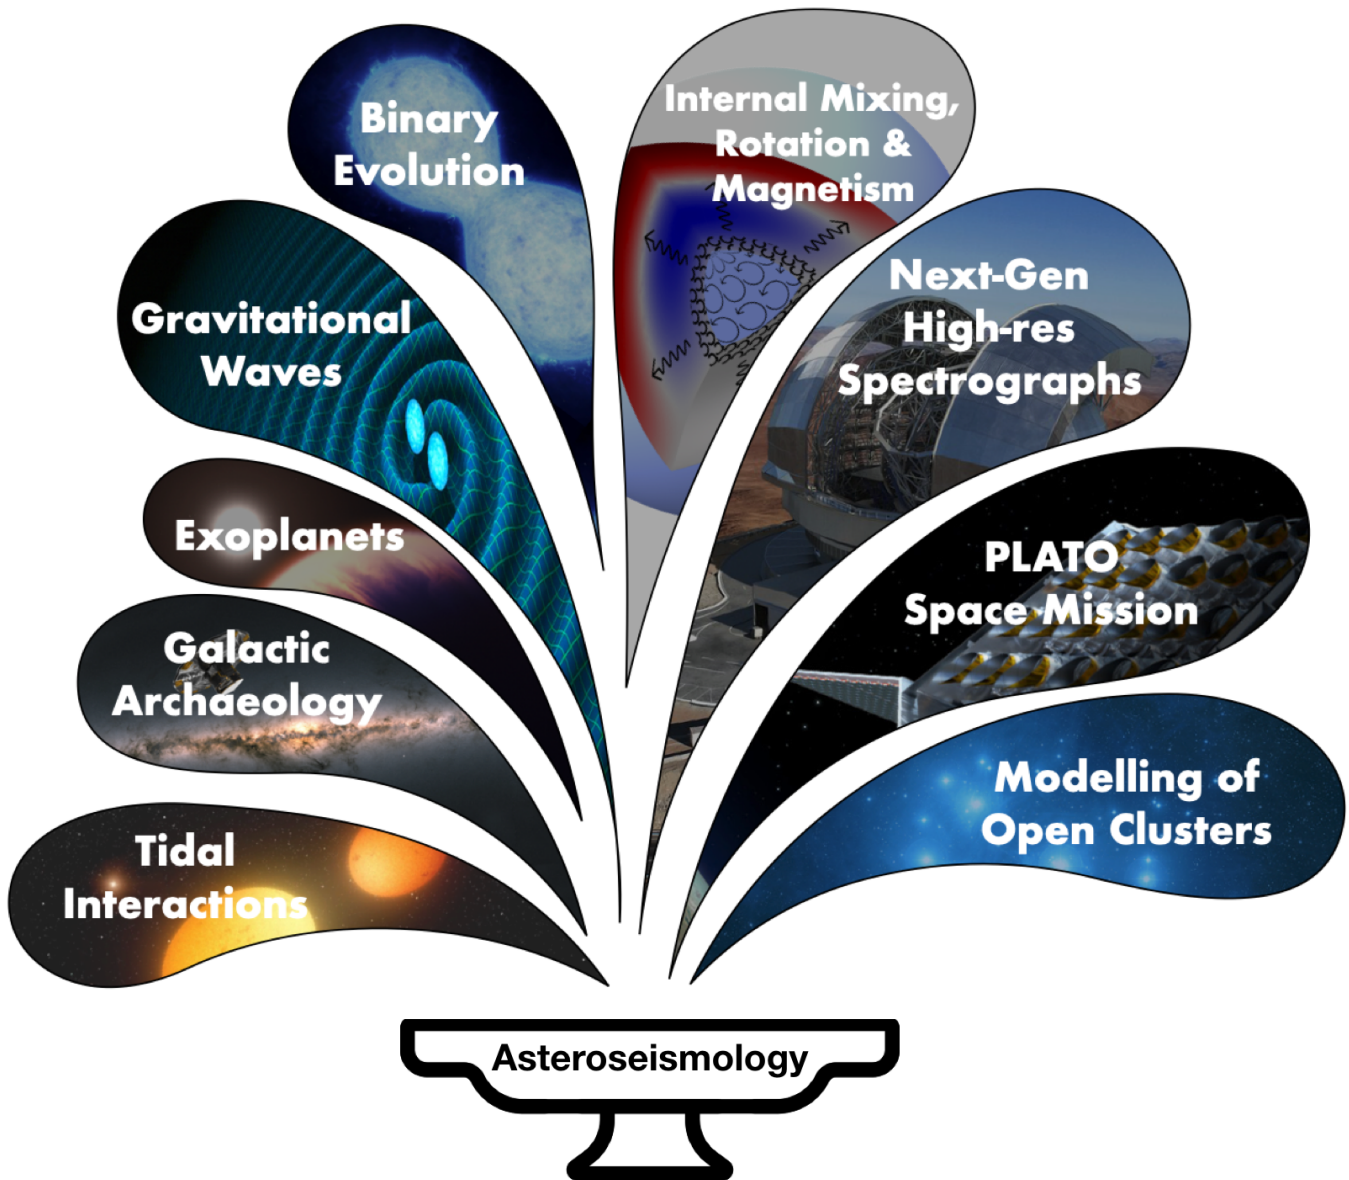 Binary
Evolution
Internal Mixing,
Rotation &
Magnetism
Gravitational
Waves
Next-Gen
High-res
Spectrographs
Exoplanets
PLATO
Space Mission
Galactic
Archaeology
Modelling of
Open Clusters
Tidal
Interactions
Asteroseismology